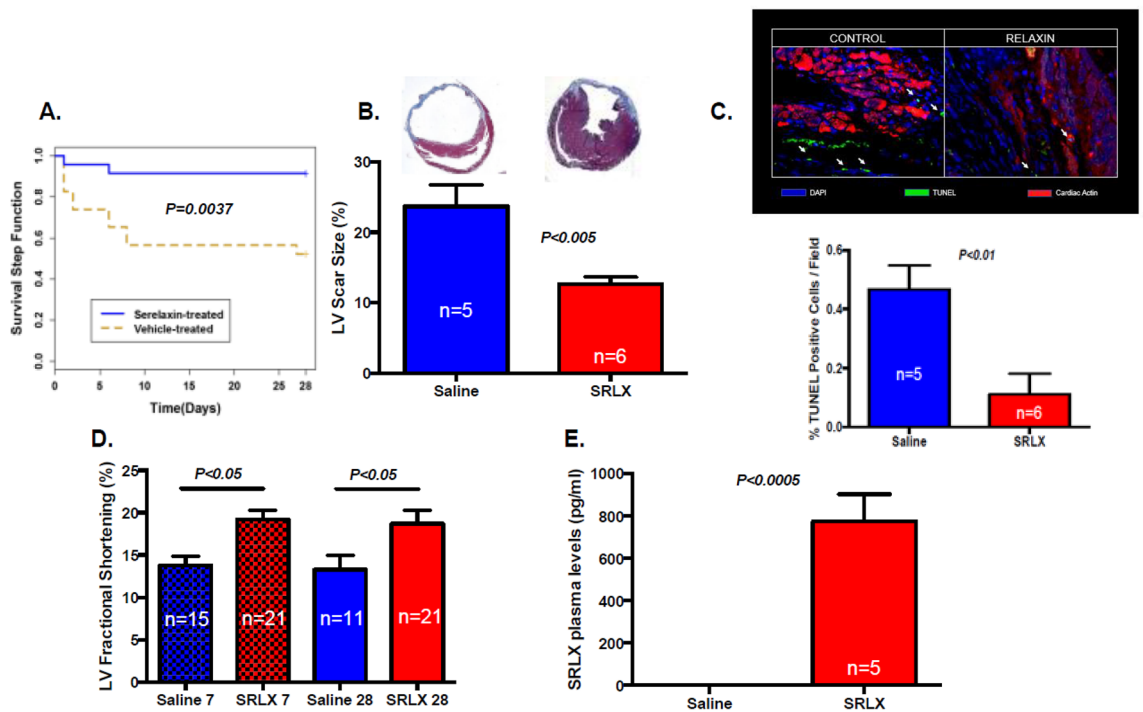 A.
Survival Step Function
1.0
0.8
0.6
0.4
0.2
0.0
P=0.0037
Serelaxin-treated
Vehicle-treated
0 5 10 15 20 25 28
Time(Days)
B.
LV Scar Size (%)
30
20
10
0
P<0.005
n=5
n=6
Saline SRLX
C.
CONTROL RELAXIN
DAPI TUNEL Cardiac Actin
% TUNEL Positive Cells / Field
0.6
0.4
0.2
0.0
P<0.01
n=5
n=6
Saline SRLX
D.
LV Fractional Shortening (%)
25
20
15
10
5
0
P<0.05 P<0.05
n=15 n=21 n=11 n=21
Saline 7 SRLX 7 Saline 28 SRLX 28
E.
SRLX plasma levels (pg/ml)
1000
800
600
400
200
0
P<0.0005
n=5
Saline SRLX